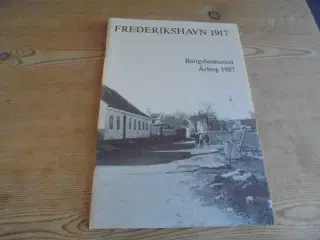 FREDERIKSHAVN 1917
Bangsbomuseet
Årbog 1987